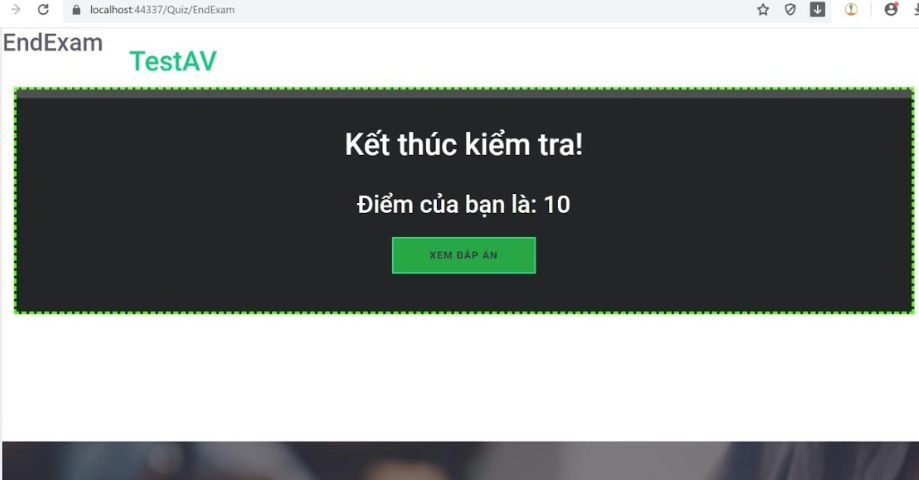 localhost:44337/Quiz/EndExam
EndExam
TestAV
Kết thúc kiểm tra!
Điểm của bạn là: 10
XEM ĐÁP ÁN